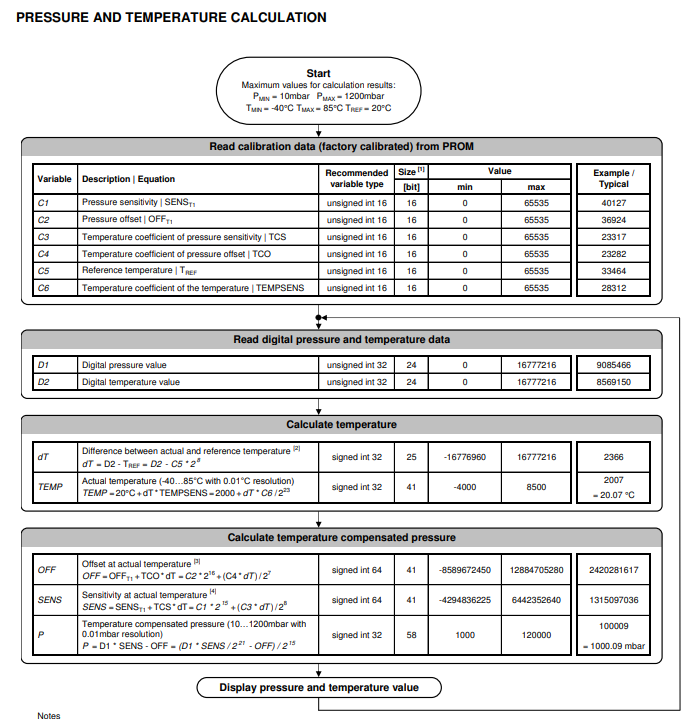 PRESSURE AND TEMPERATURE CALCULATION
Start
Maximum values for calculation results:
PMIN = 10mbar PMAX = 1200mbar
TMIN = -40°C TMAX = 85°C TREF = 20°C
Read calibration data (factory calibrated) from PROM
Variable Description | Equation Recommended variable type Size [1] [bit] Value min max Example / Typical
C1 Pressure sensitivity | SENST1 unsigned int 16 16 0 65535 40127
C2 Pressure offset | OFFT1 unsigned int 16 16 0 65535 36924
C3 Temperature coefficient of pressure sensitivity | TCS unsigned int 16 16 0 65535 23317
C4 Temperature coefficient of pressure offset | TCO unsigned int 16 16 0 65535 23282
C5 Reference temperature | TREF unsigned int 16 16 0 65535 33464
C6 Temperature coefficient of the temperature | TEMPSENS unsigned int 16 16 0 65535 28312
Read digital pressure and temperature data
D1 Digital pressure value unsigned int 32 24 0 16777216 9085466
D2 Digital temperature value unsigned int 32 24 0 16777216 8569150
Calculate temperature
dT Difference between actual and reference temperature [2] signed int 32 25 -16776960 16777216 2366
dT = D2 - TREF = D2 - C5 * 2^8
TEMP Actual temperature (-40…85°C with 0.01°C resolution) signed int 32 41 -4000 8500 2007
TEMP = 20°C + dT * TEMPSENS = 2000 + dT * C6 / 2^23 = 20.07 °C
Calculate temperature compensated pressure
OFF Offset at actual temperature [3] signed int 64 41 -8589672450 12884705280 2420281617
OFF = OFFT1 + TCO * dT = C2 * 2^16 + (C4 * dT) / 2^7
SENS Sensitivity at actual temperature [4] signed int 64 41 -4294836225 6442352640 1315097036
SENS = SENST1 + TCS * dT = C1 * 2^15 + (C3 * dT) / 2^8
P Temperature compensated pressure (10…1200mbar with signed int 32 58 1000 120000 100009
0.01mbar resolution)
P = D1 * SENS - OFF = (D1 * SENS / 2^21 - OFF) / 2^15 = 1000.09 mbar
Display pressure and temperature value
Notes